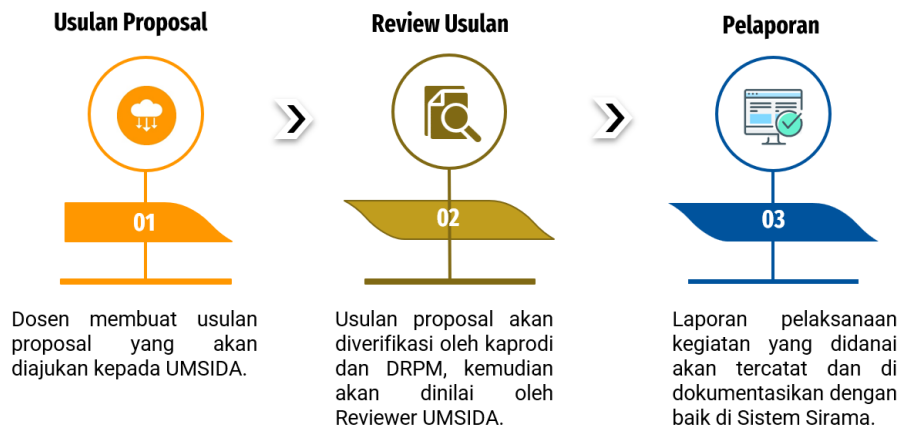 Usulan Proposal
Review Usulan
Pelaporan
01
02
03
Dosen membuat usulan
proposal yang akan
diajukan kepada UMSIDA.
Usulan proposal akan
diverifikasi oleh kaprodi
dan DRPM, kemudian
akan dinilai oleh
Reviewer UMSIDA.
Laporan pelaksanaan
kegiatan yang didanai
akan tercatat dan di
dokumentasikan dengan
baik di Sistem Sirama.